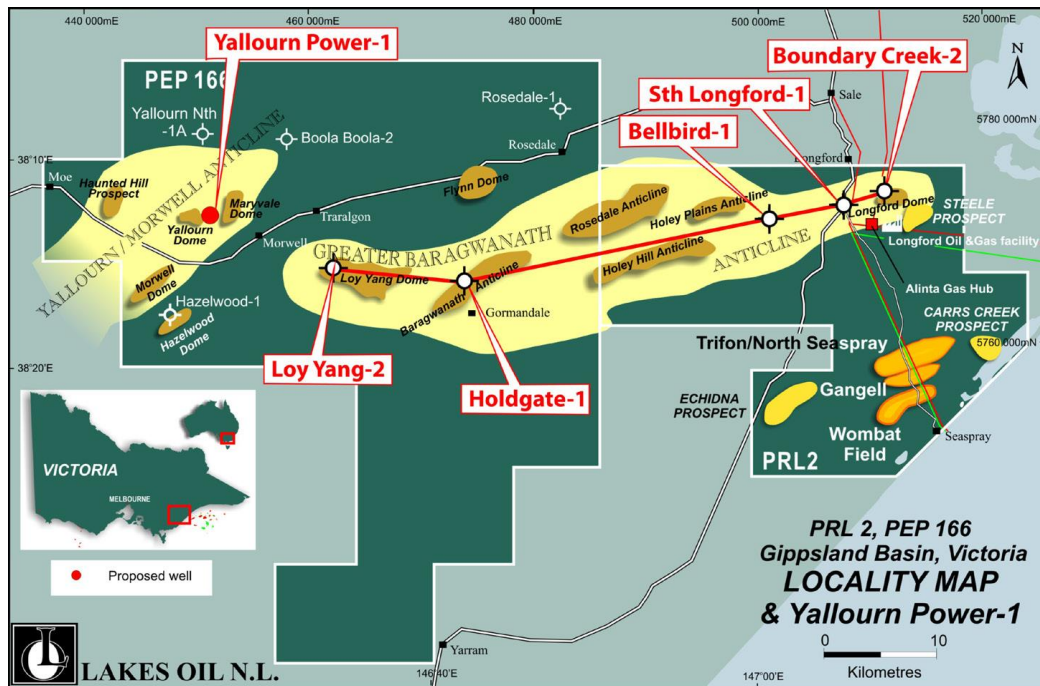 440 000mE
460 000mE
480 000mE
500 000mE
520 000mE
Yallourn Power-1
Boundary Creek-2
N
PEP 166
Sth Longford-1
Rosedale-1
Sale
Yallourn Nth
-1A
Boola Boola-2
Bellbird-1
5780 000mN
38°10'E
Rosedale
Longford
Moe
Haunted Hill
Prospect
YALLOURN / MORWELL ANTICLINE
Flynn Dome
Maryvale
Dome
Yallourn
Dome
Traralgon
Rosedale Anticline
Holey Plains Anticline
Longford Dome
STEELE
PROSPECT
Morwell
GREATER BARAGWANATH
ANTICLINE
Longford Oil &Gas facility
Loy Yang Dome
Baragwanath Anticline
Holey Hill Anticline
Morwell
Dome
Alinta Gas Hub
Hazelwood-1
Hazelwood
Dome
Gormandale
CARRS CREEK
PROSPECT
Trifon/North Seaspray
5760 000mN
38°20'E
Loy Yang-2
Holdgate-1
ECHIDNA
PROSPECT
Gangell
Wombat
Field
Seaspray
PRL2
VICTORIA
MELBOURNE
Proposed well
PRL 2, PEP 166
Gippsland Basin, Victoria
LOCALITY MAP
& Yallourn Power-1
0
10
Kilometres
Yarram
LAKES OIL N.L.
146°40'E
147°00'E